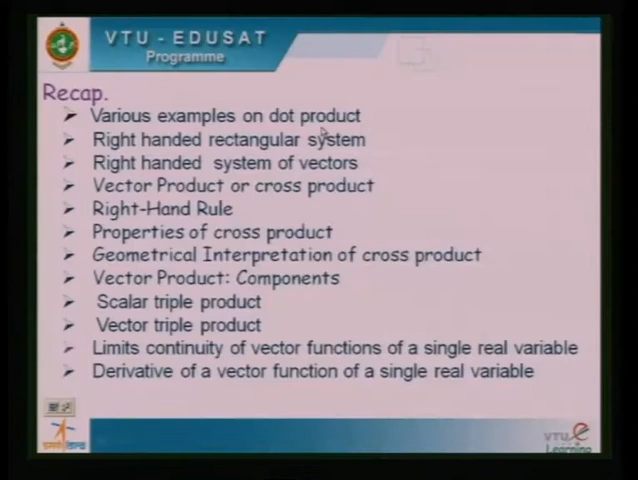 VTU - EDUSAT
Programme
Recap.
Various examples on dot product
Right handed rectangular system
Right handed system of vectors
Vector Product or cross product
Right-Hand Rule
Properties of cross product
Geometrical Interpretation of cross product
Vector Product: Components
Scalar triple product
Vector triple product
Limits continuity of vector functions of a single real variable
Derivative of a vector function of a single real variable
VTU e
Learning